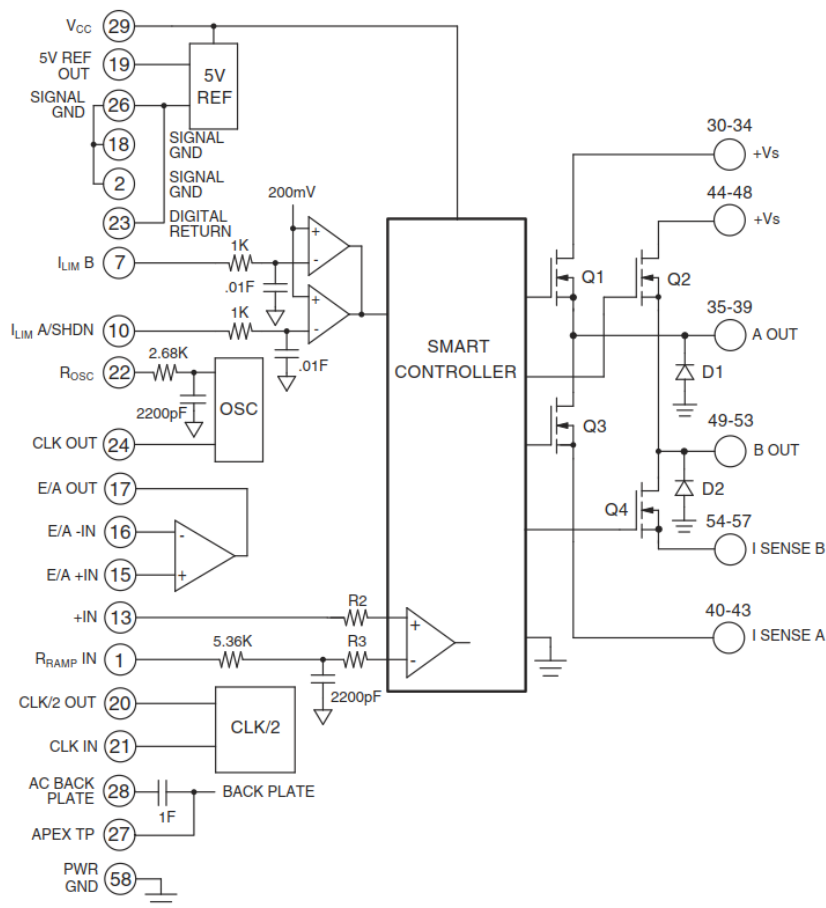 VCC 29
5V REF
OUT 19
5V
REF
SIGNAL
GND 26
18 SIGNAL
GND
2 SIGNAL
GND
23 DIGITAL
RETURN
200mV
ILIM B 7
1K
.01F
+
-
ILIM A/SHDN 10
1K
.01F
+
-
ROSC 22
2.68K
2200pF
OSC
CLK OUT 24
E/A OUT 17
E/A -IN 16
-
E/A +IN 15
+
+IN 13
R2
+
RRAMP IN 1
5.36K
R3
-
2200pF
CLK/2 OUT 20
CLK/2
CLK IN 21
AC BACK
PLATE 28
1F
BACK PLATE
APEX TP 27
PWR
GND 58
SMART
CONTROLLER
30-34
+Vs
44-48
+Vs
Q1
Q2
35-39
A OUT
D1
Q3
49-53
B OUT
D2
Q4
54-57
I SENSE B
40-43
I SENSE A